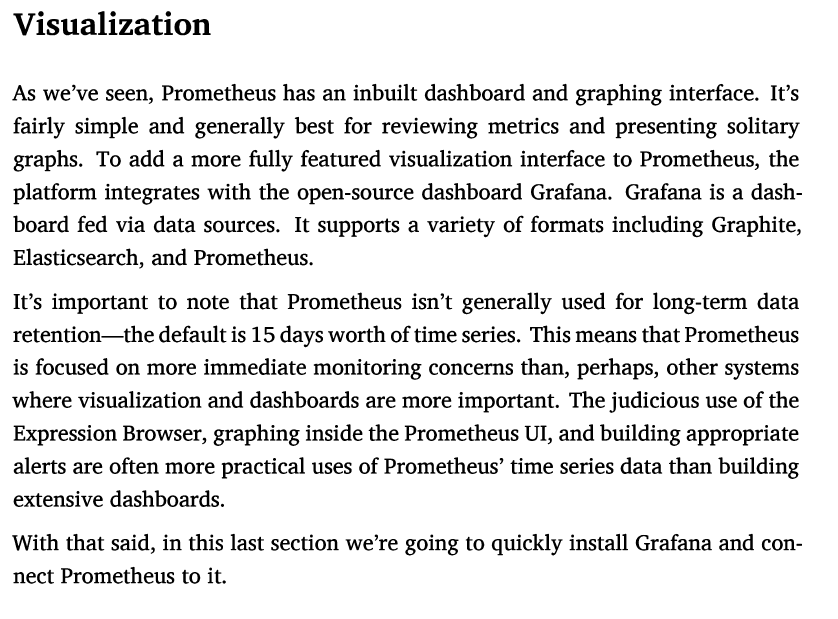 Visualization
As we’ve seen, Prometheus has an inbuilt dashboard and graphing interface. It’s
fairly simple and generally best for reviewing metrics and presenting solitary
graphs. To add a more fully featured visualization interface to Prometheus, the
platform integrates with the open-source dashboard Grafana. Grafana is a dash-
board fed via data sources. It supports a variety of formats including Graphite,
Elasticsearch, and Prometheus.
It’s important to note that Prometheus isn’t generally used for long-term data
retention—the default is 15 days worth of time series. This means that Prometheus
is focused on more immediate monitoring concerns than, perhaps, other systems
where visualization and dashboards are more important. The judicious use of the
Expression Browser, graphing inside the Prometheus UI, and building appropriate
alerts are often more practical uses of Prometheus’ time series data than building
extensive dashboards.
With that said, in this last section we’re going to quickly install Grafana and con-
nect Prometheus to it.